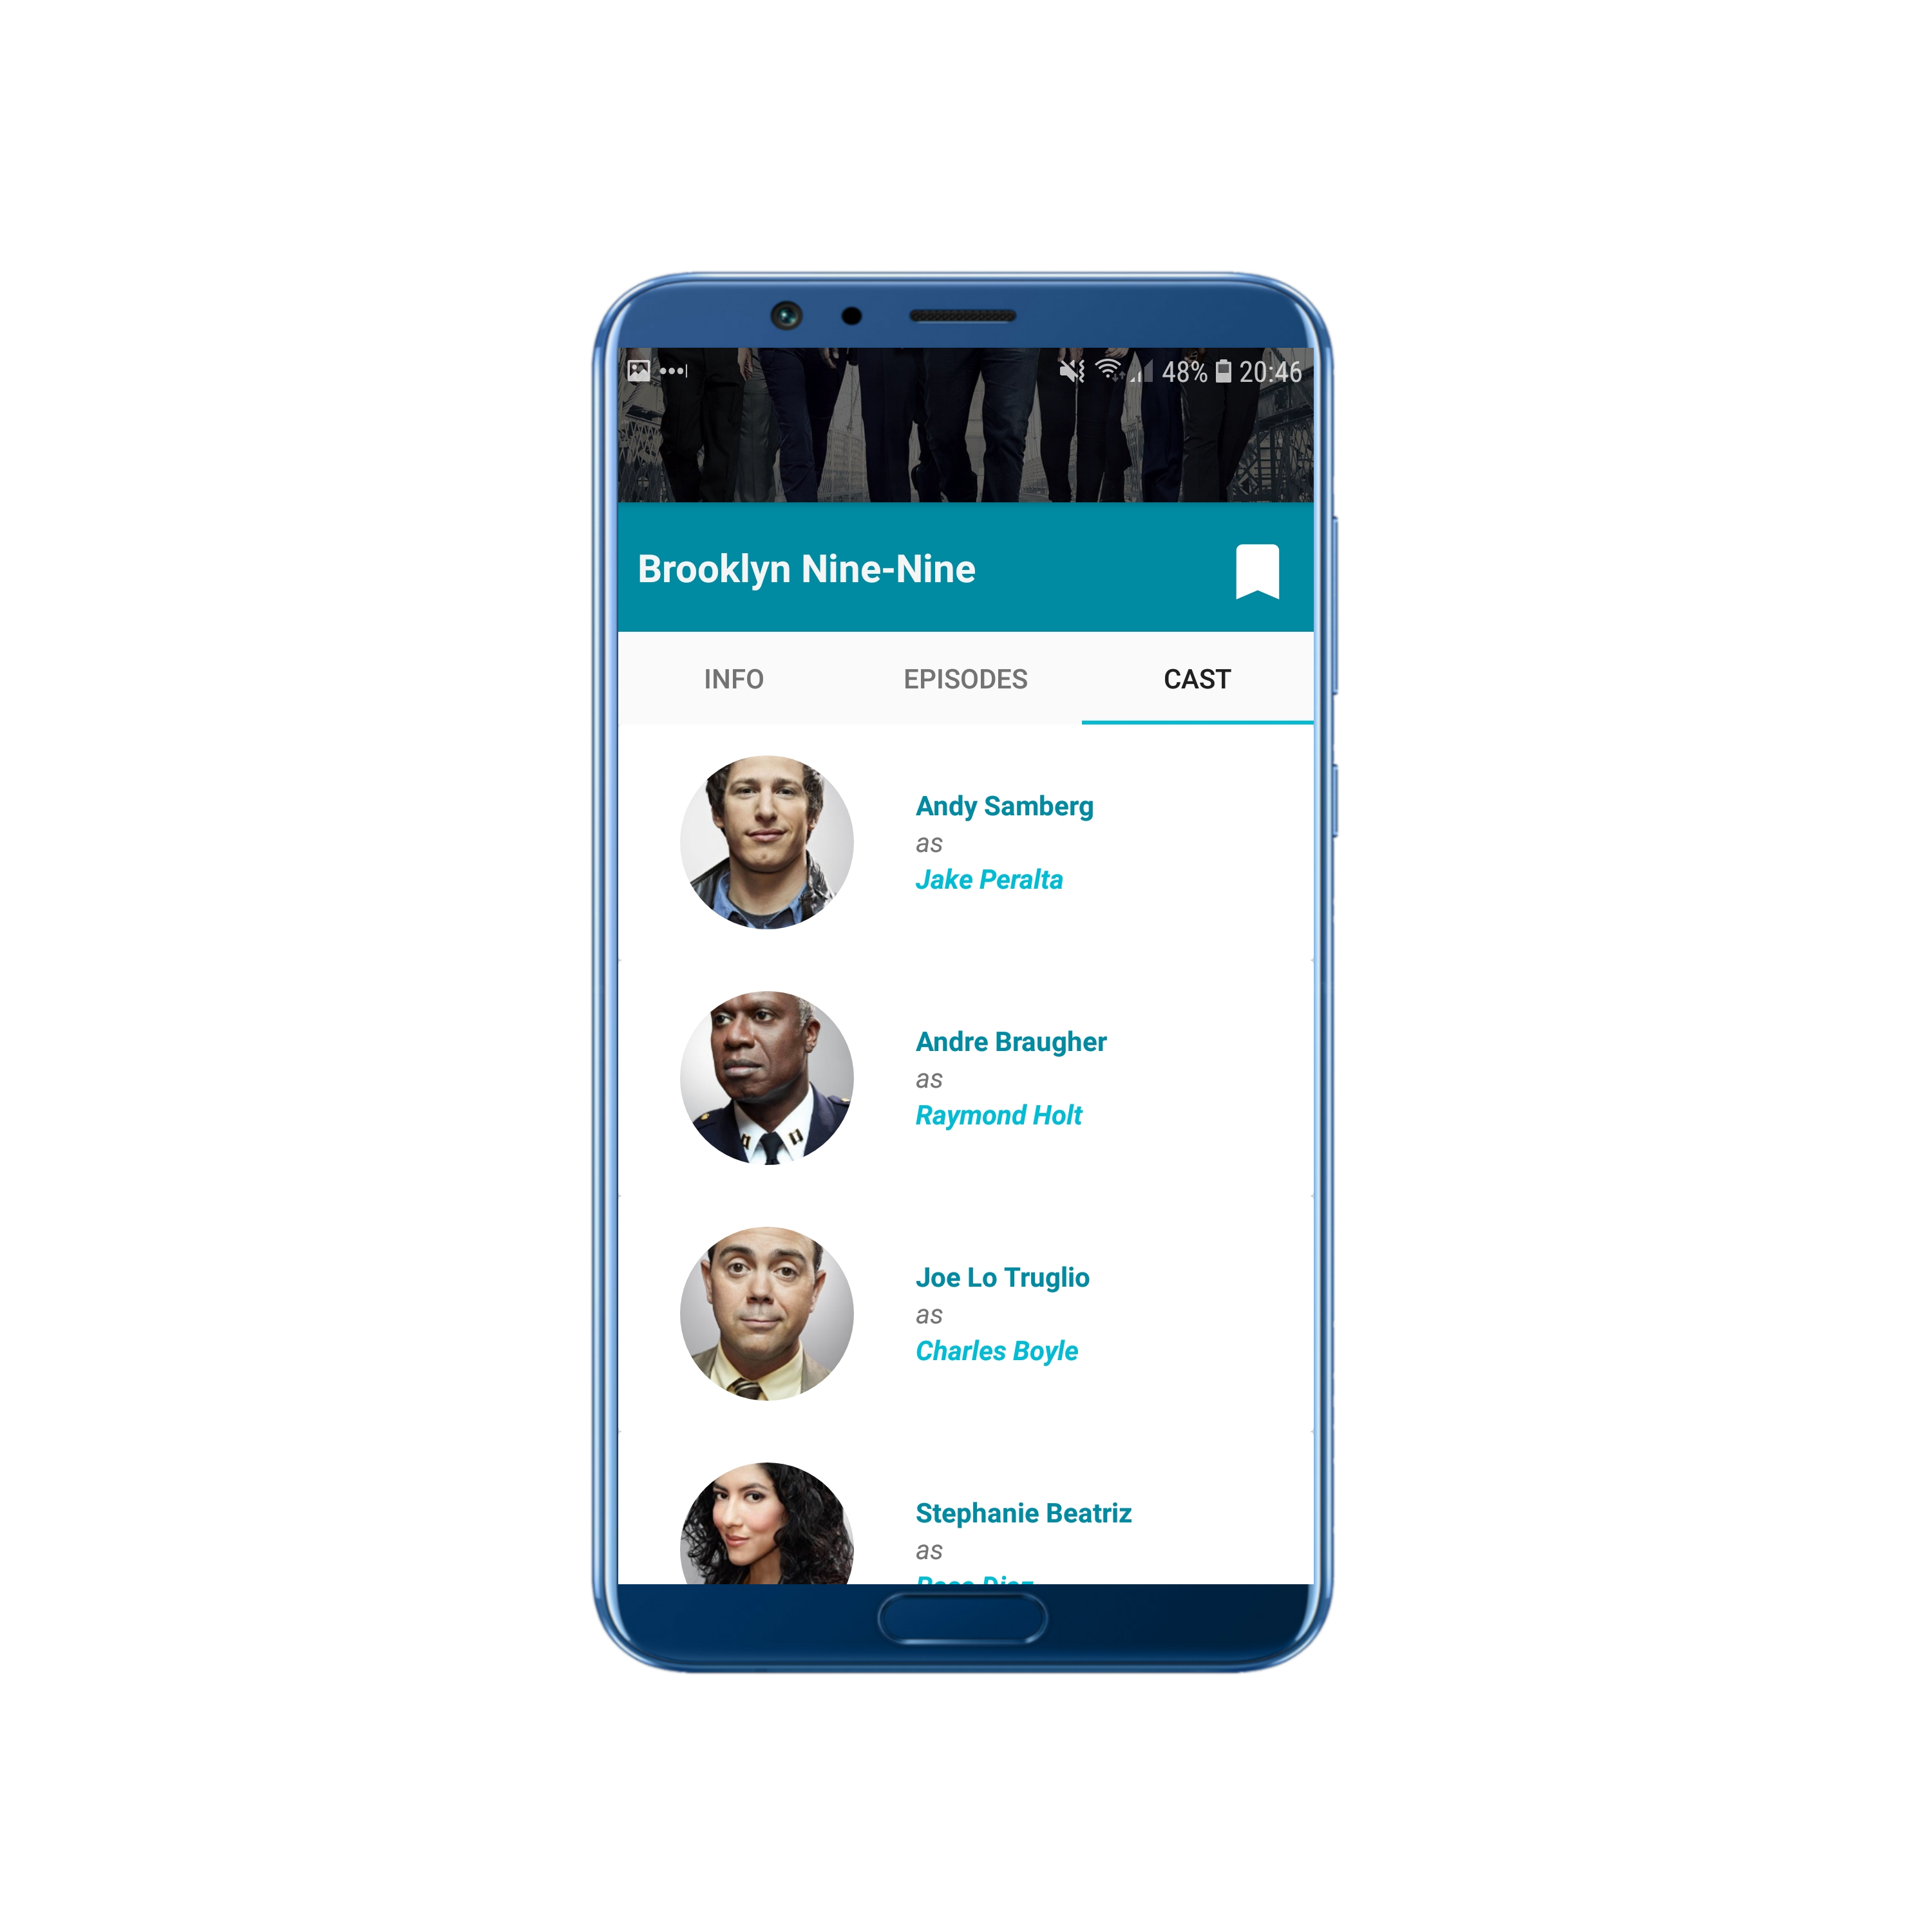 48% 20:46
Brooklyn Nine-Nine
INFO EPISODES CAST
Andy Samberg
as
Jake Peralta
Andre Braugher
as
Raymond Holt
Joe Lo Truglio
as
Charles Boyle
Stephanie Beatriz
as